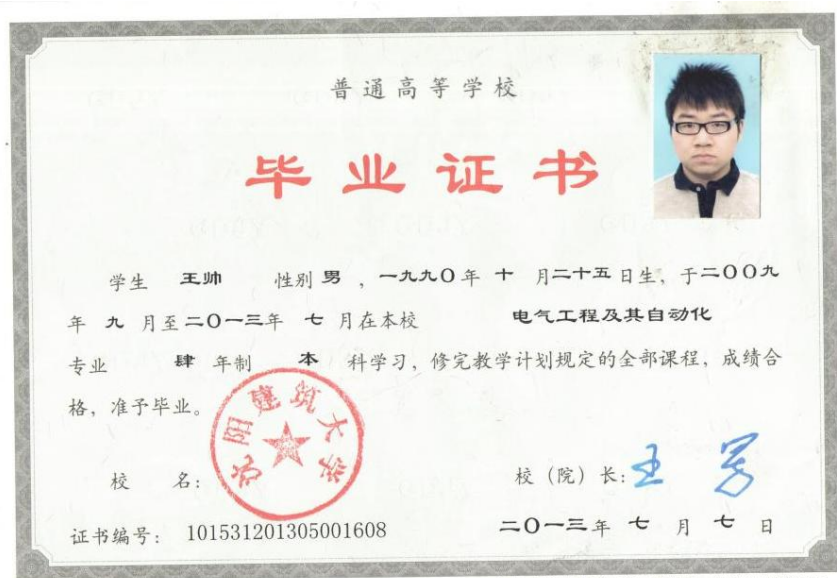 普通高等学校
毕业证书
学生 王帅 性别 男 ，一九九〇年 十 月二十五日生，于二〇〇九
年 九 月至二〇一三年 七 月在本校 电气工程及其自动化
专业 肆 年制 本 科学习，修完教学计划规定的全部课程，成绩合
格，准予毕业。
沈阳建筑大学
校 名：
校（院）长：王
证书编号： 101531201305001608
二〇一三年 七 月 七 日